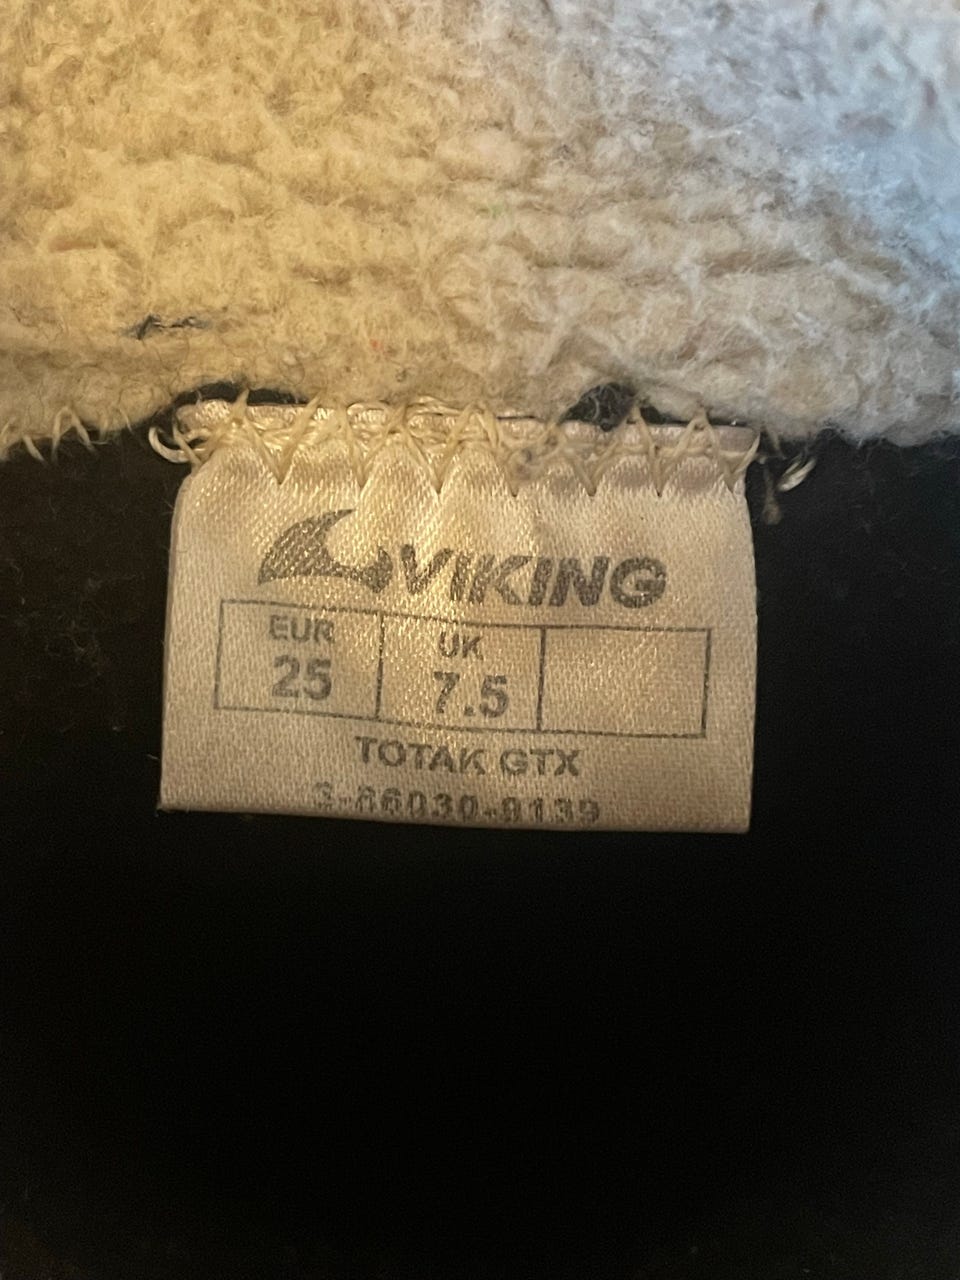 VIKING
EUR UK
25 7.5
TOTAK GTX
3-86030-9139